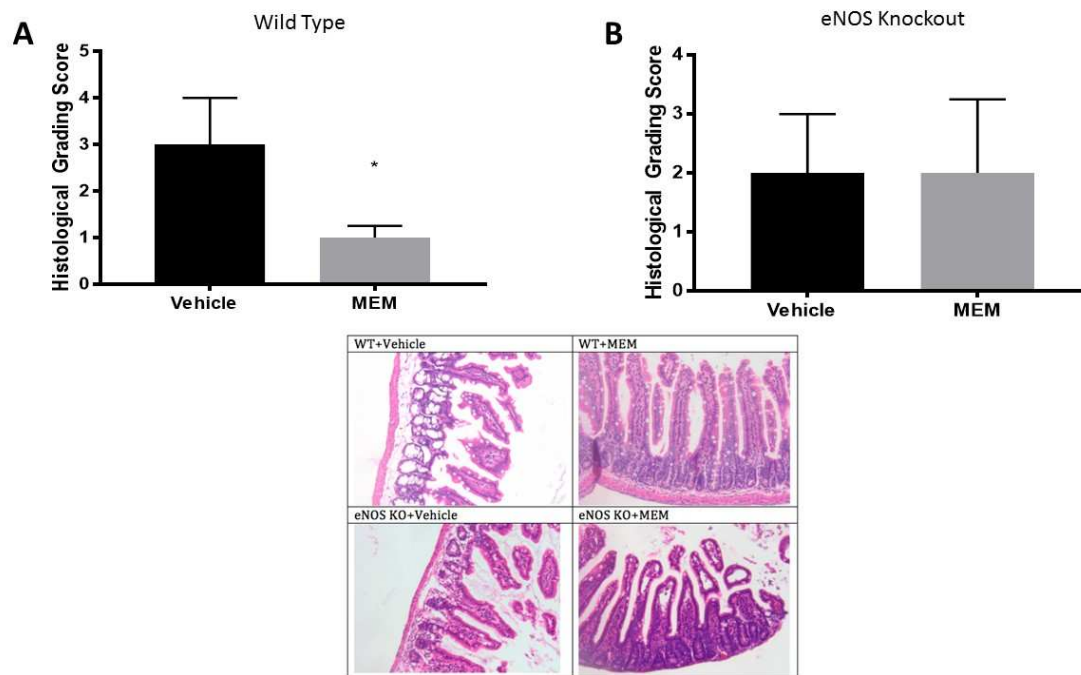 A
Wild Type
Histological Grading Score
5
4
3
2
1
0
*
Vehicle
MEM
B
eNOS Knockout
Histological Grading Score
4
3
2
1
0
Vehicle
MEM
WT+Vehicle
WT+MEM
eNOS KO+Vehicle
eNOS KO+MEM